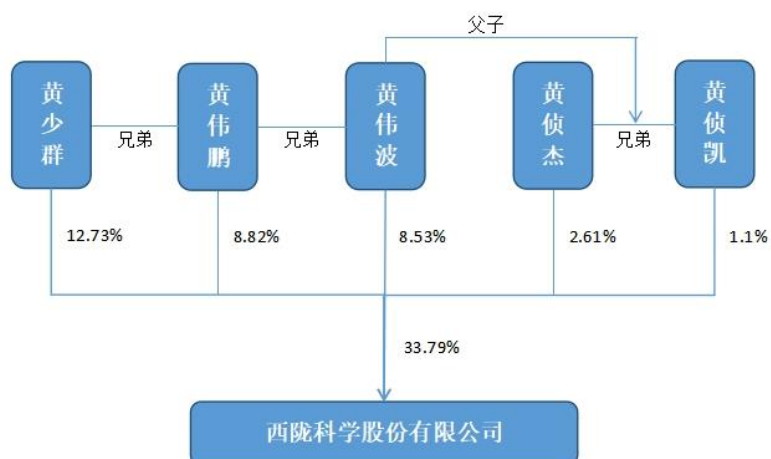 父子
黄少群
黄伟鹏
黄伟波
黄侦杰
黄侦凯
兄弟
兄弟
兄弟
12.73%
8.82%
8.53%
2.61%
1.1%
33.79%
西陇科学股份有限公司